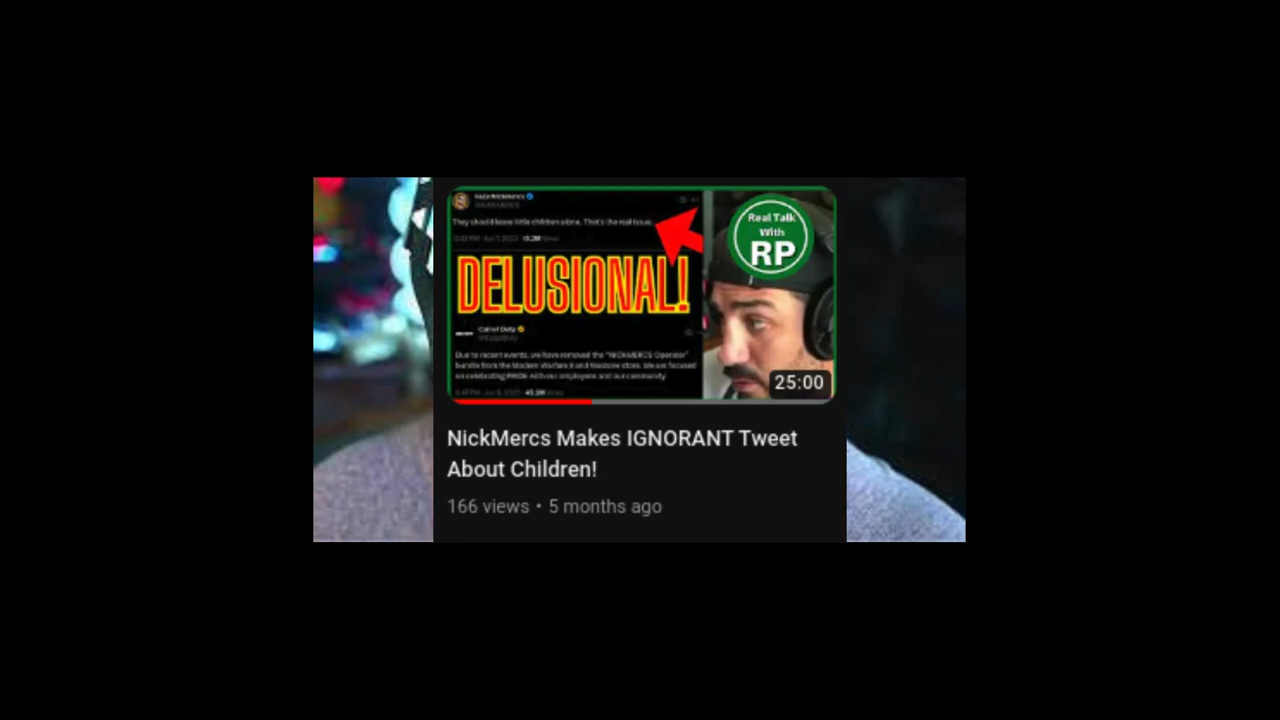 NICKMERCS
They should leave little children alone. That's the real issue.
DELUSIONAL!
Call of Duty
Due to recent events, we have removed the "NICKMERCS Operator"
bundle from the Modern Warfare II and Warzone store. We are focused
on celebrating PRIDE with our employees and our community.
Real Talk
With
RP
25:00
NickMercs Makes IGNORANT Tweet
About Children!
166 views • 5 months ago